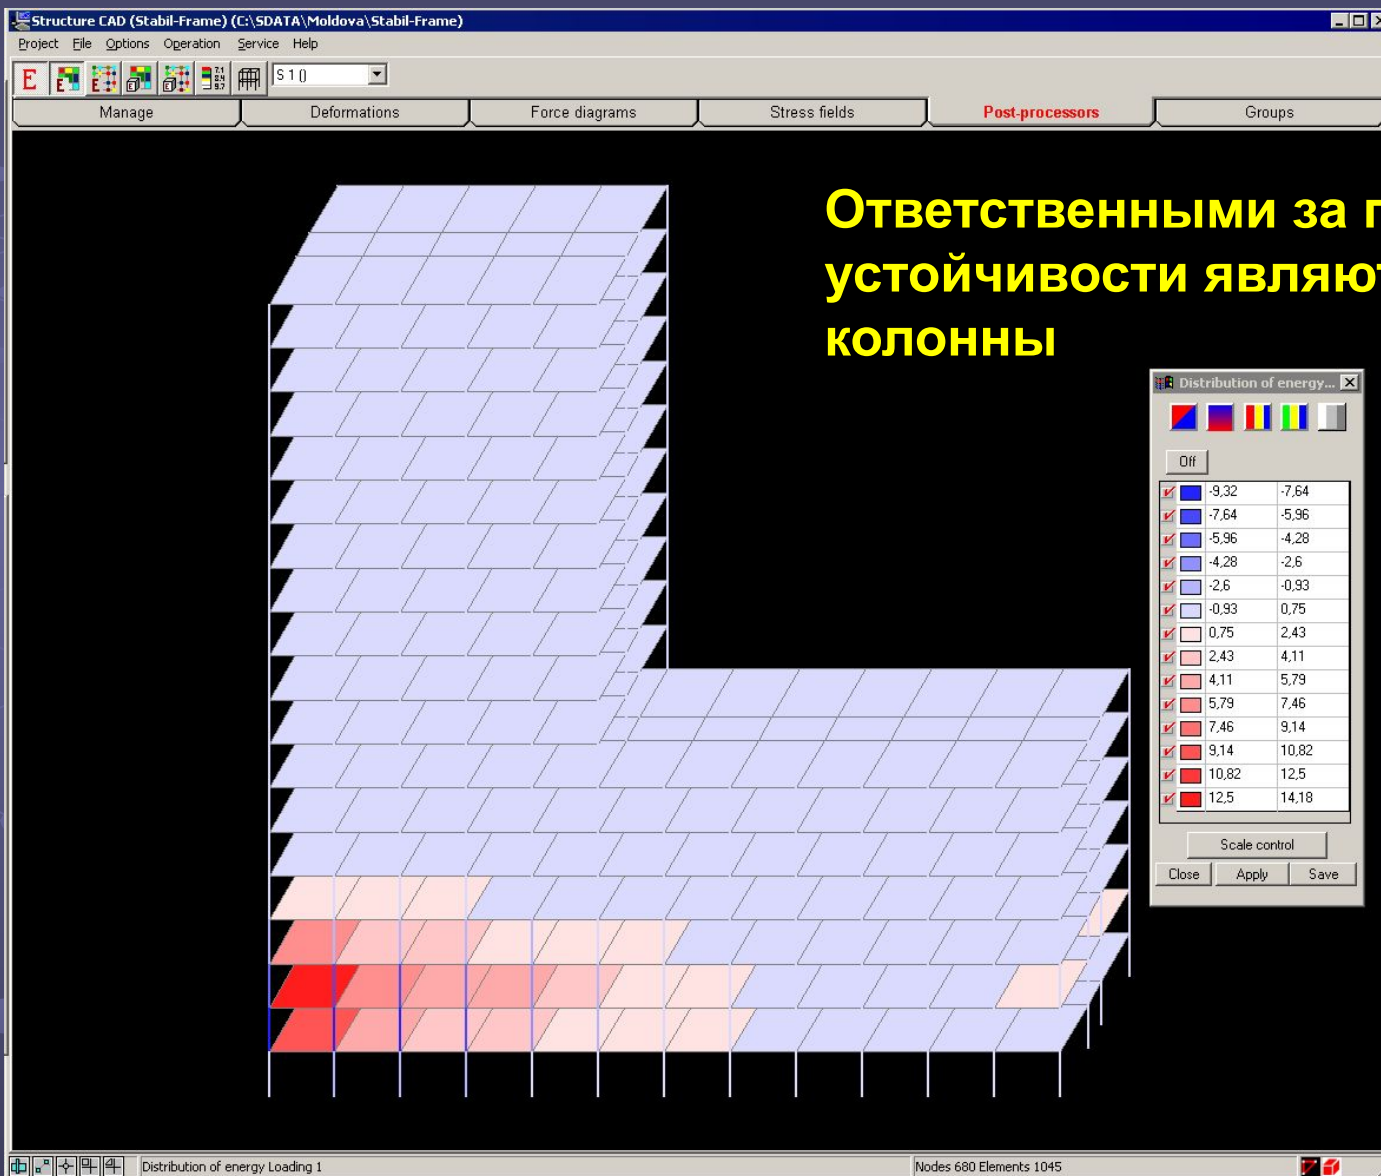 Structure CAD (Stabil-Frame) (C:\SDATA\Moldova\Stabil-Frame)
Project File Options Operation Service Help
S 1 ()
Manage Deformations Force diagrams Stress fields Post-processors Groups
Ответственными за п
устойчивости являют
колонны
Distribution of energy...
Off
-9,32 -7,64
-7,64 -5,96
-5,96 -4,28
-4,28 -2,6
-2,6 -0,93
-0,93 0,75
0,75 2,43
2,43 4,11
4,11 5,79
5,79 7,46
7,46 9,14
9,14 10,82
10,82 12,5
12,5 14,18
Scale control
Close Apply Save
Distribution of energy Loading 1 Nodes 680 Elements 1045